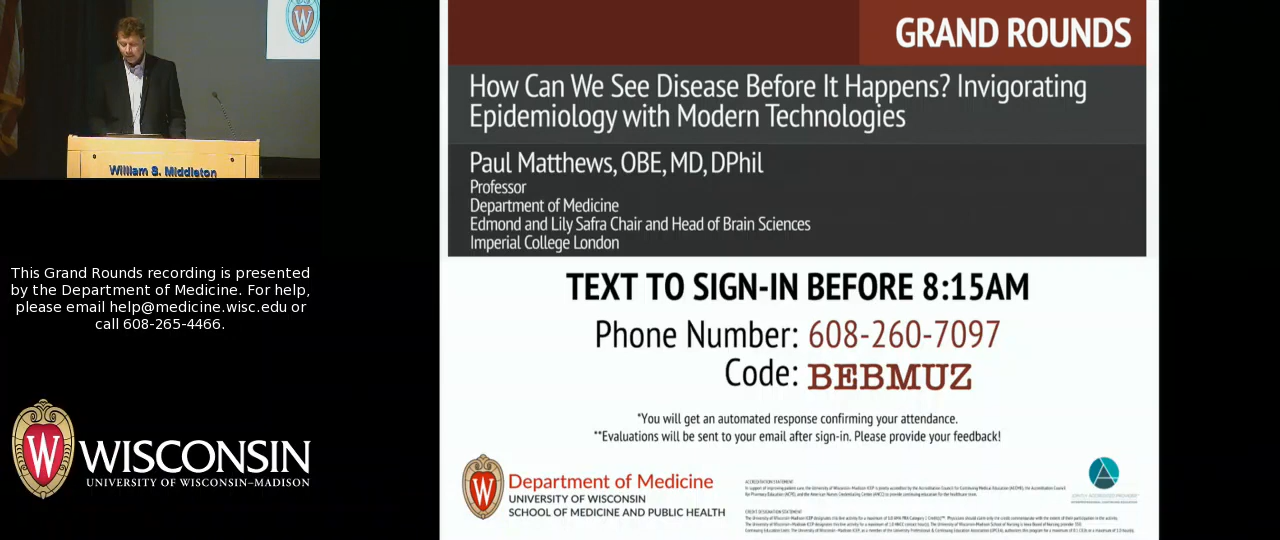 William S. Middleton
This Grand Rounds recording is presented
by the Department of Medicine. For help,
please email help@medicine.wisc.edu or
call 608-265-4466.
W
WISCONSIN
UNIVERSITY OF WISCONSIN–MADISON
GRAND ROUNDS
How Can We See Disease Before It Happens? Invigorating
Epidemiology with Modern Technologies
Paul Matthews, OBE, MD, DPhil
Professor
Department of Medicine
Edmond and Lily Safra Chair and Head of Brain Sciences
Imperial College London
TEXT TO SIGN-IN BEFORE 8:15AM
Phone Number: 608-260-7097
Code: BEBMUZ
*You will get an automated response confirming your attendance.
**Evaluations will be sent to your email after sign-in. Please provide your feedback!
W
Department of Medicine
UNIVERSITY OF WISCONSIN
SCHOOL OF MEDICINE AND PUBLIC HEALTH
ACCREDITATION STATEMENT
CREDIT DESIGNATION STATEMENT